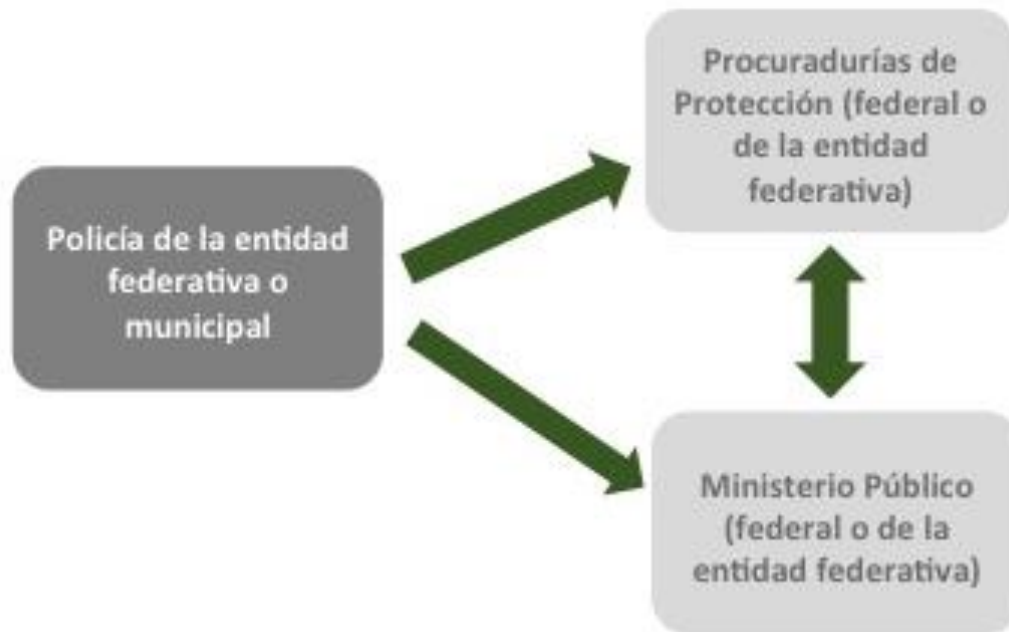 Procuradurías de
Protección (federal o
de la entidad
federativa)
Policía de la entidad
federativa o
municipal
Ministerio Público
(federal o de la
entidad federativa)